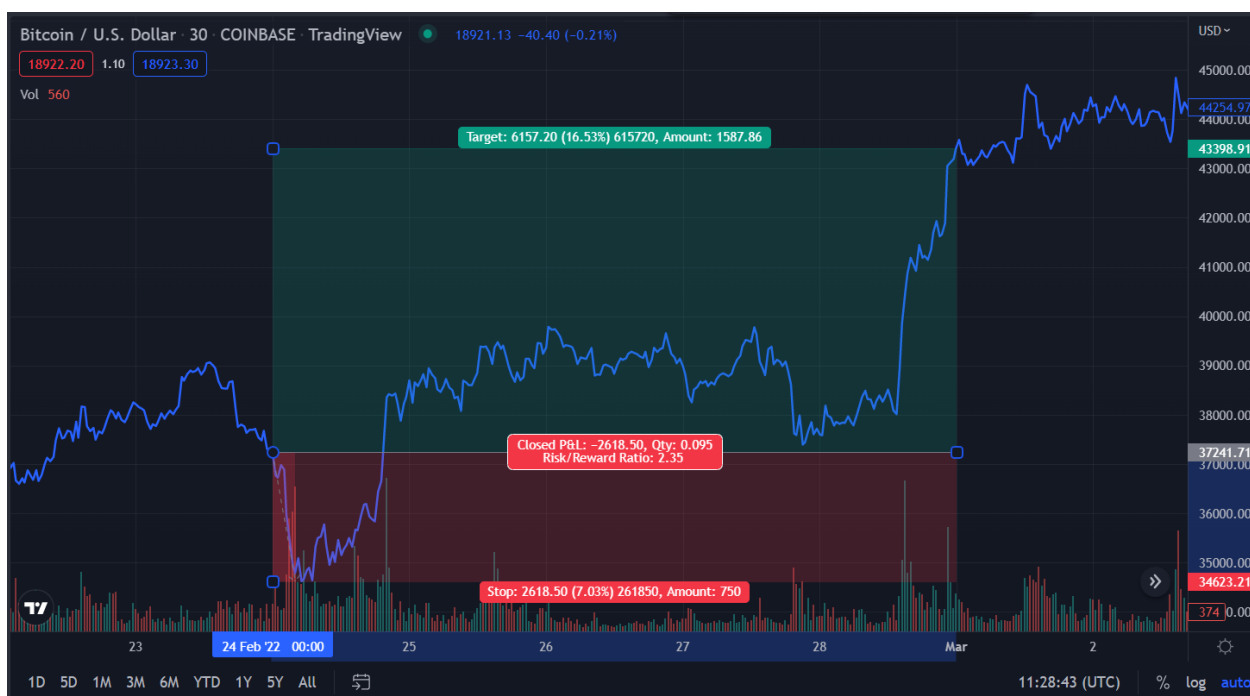 Bitcoin / U.S. Dollar · 30 · COINBASE · TradingView 18921.13 −40.40 (−0.21%)
USD
18922.20 1.10 18923.30
Vol 560
45000.00
44254.97
44000.00
Target: 6157.20 (16.53%) 615720, Amount: 1587.86
43398.91
43000.00
42000.00
41000.00
40000.00
39000.00
38000.00
Closed P&L: −2618.50, Qty: 0.095
Risk/Reward Ratio: 2.35
37241.71
37000.00
36000.00
35000.00
34623.21
Stop: 2618.50 (7.03%) 261850, Amount: 750
374
23 24 Feb '22 00:00 25 26 27 28 Mar 2
1D 5D 1M 3M 6M YTD 1Y 5Y All 11:28:43 (UTC) % log auto